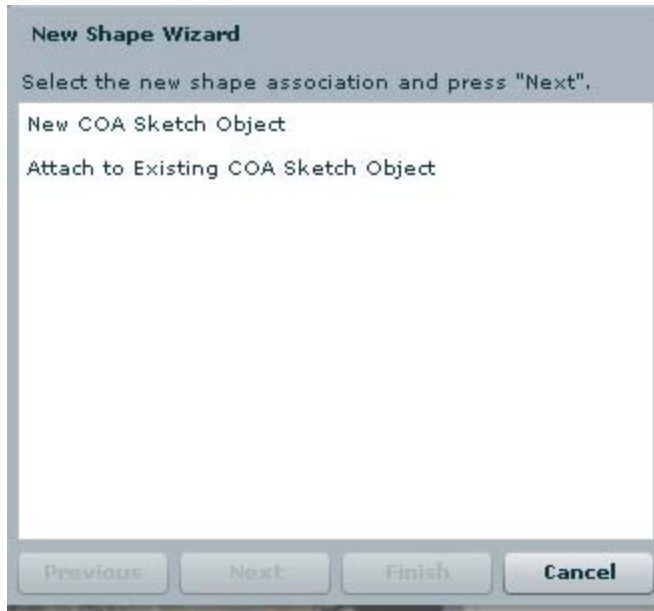 New Shape Wizard
Select the new shape association and press "Next".
New COA Sketch Object
Attach to Existing COA Sketch Object
Previous Next Finish Cancel